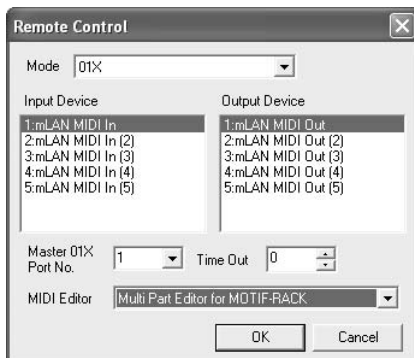 Remote Control
Mode 01X
Input Device Output Device
1:mLAN MIDI In 1:mLAN MIDI Out
2:mLAN MIDI In (2) 2:mLAN MIDI Out (2)
3:mLAN MIDI In (3) 3:mLAN MIDI Out (3)
4:mLAN MIDI In (4) 4:mLAN MIDI Out (4)
5:mLAN MIDI In (5) 5:mLAN MIDI Out (5)
Master 01X
Port No. 1 Time Out 0
MIDI Editor Multi Part Editor for MOTIF-RACK
OK Cancel